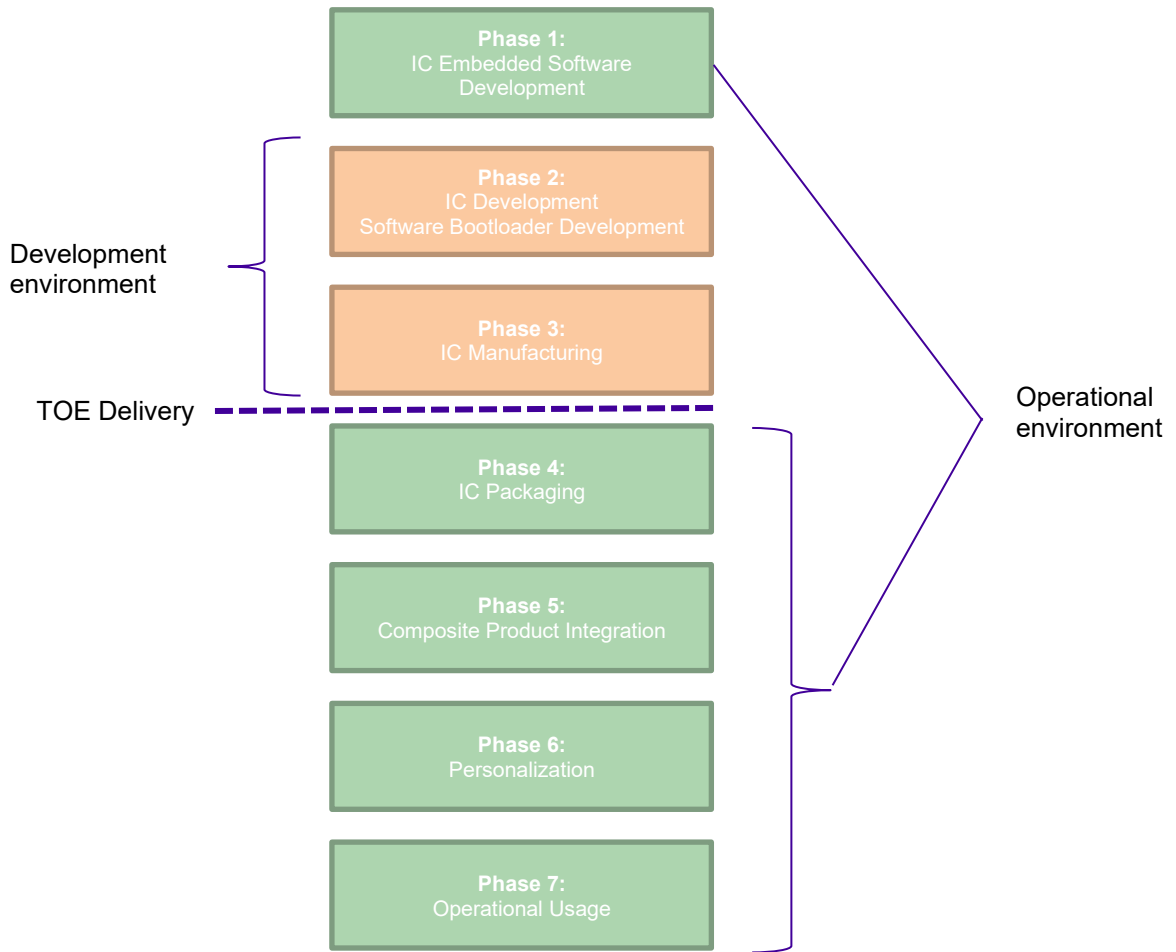 Phase 1:
IC Embedded Software
Development
Phase 2:
IC Development
Software Bootloader Development
Development
environment
Phase 3:
IC Manufacturing
TOE Delivery
Operational
environment
Phase 4:
IC Packaging
Phase 5:
Composite Product Integration
Phase 6:
Personalization
Phase 7:
Operational Usage